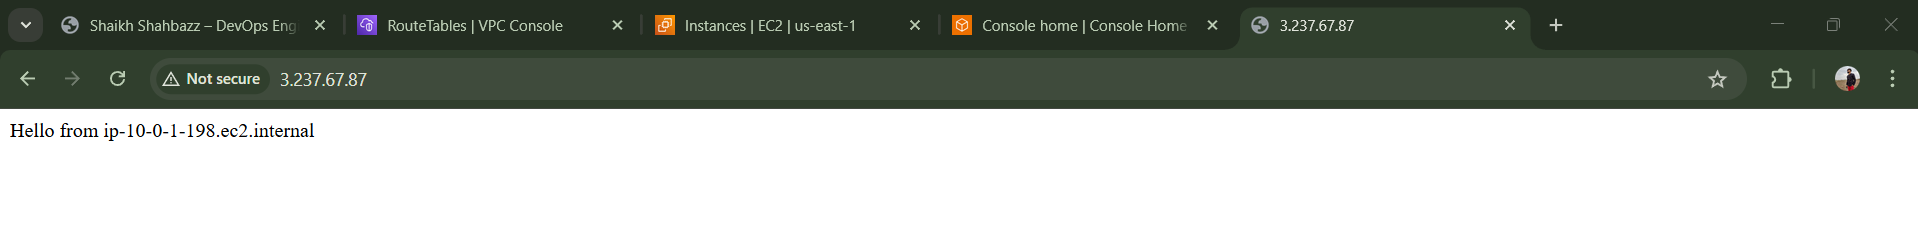 Shaikh Shahbazz – DevOps Eng
RouteTables | VPC Console
Instances | EC2 | us-east-1
Console home | Console Home
3.237.67.87
Not secure
3.237.67.87
Hello from ip-10-0-1-198.ec2.internal